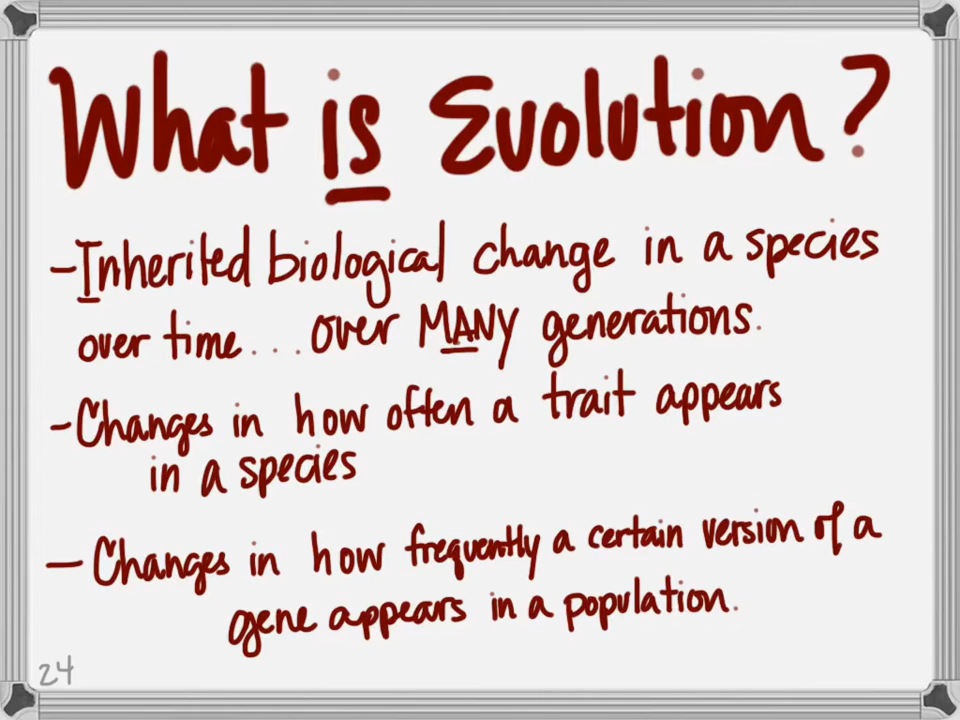 What is Evolution?
- Inherited biological change in a species
over time... over MANY generations.
- Changes in how often a trait appears
in a species
- Changes in how frequently a certain version of a
gene appears in a population.
24